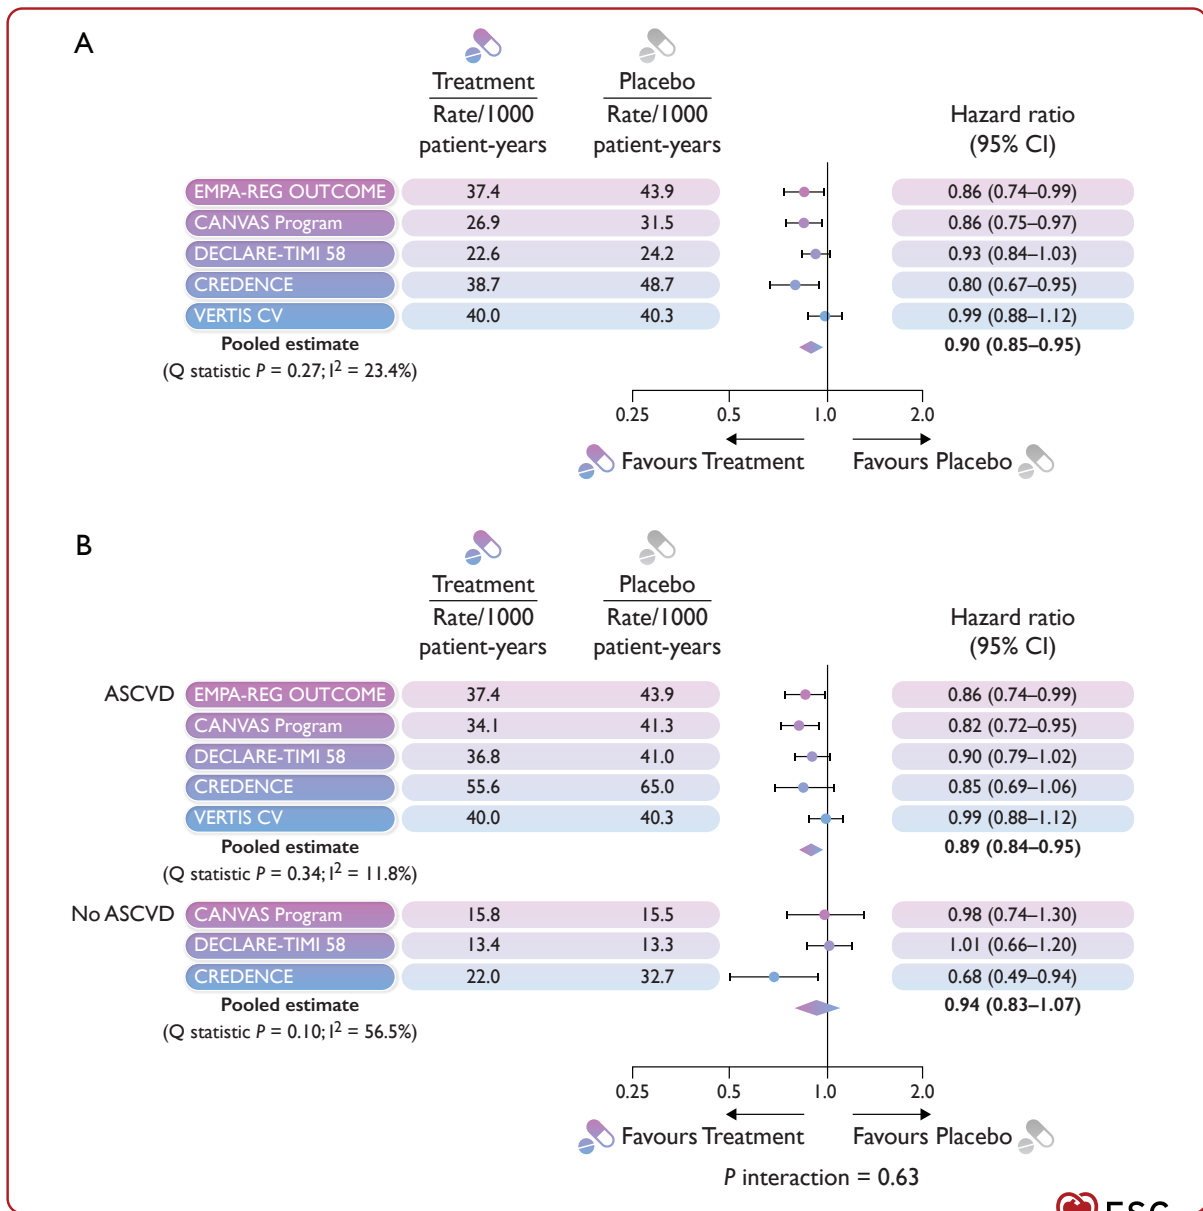 A
Treatment Placebo
Rate/1000 Rate/1000 Hazard ratio
patient-years patient-years (95% CI)
EMPA-REG OUTCOME 37.4 43.9 0.86 (0.74–0.99)
CANVAS Program 26.9 31.5 0.86 (0.75–0.97)
DECLARE-TIMI 58 22.6 24.2 0.93 (0.84–1.03)
CREDENCE 38.7 48.7 0.80 (0.67–0.95)
VERTIS CV 40.0 40.3 0.99 (0.88–1.12)
Pooled estimate 0.90 (0.85–0.95)
(Q statistic P = 0.27; I² = 23.4%)
0.25 0.5 1.0 2.0
Favours Treatment Favours Placebo
B
Treatment Placebo
Rate/1000 Rate/1000 Hazard ratio
patient-years patient-years (95% CI)
ASCVD EMPA-REG OUTCOME 37.4 43.9 0.86 (0.74–0.99)
CANVAS Program 34.1 41.3 0.82 (0.72–0.95)
DECLARE-TIMI 58 36.8 41.0 0.90 (0.79–1.02)
CREDENCE 55.6 65.0 0.85 (0.69–1.06)
VERTIS CV 40.0 40.3 0.99 (0.88–1.12)
Pooled estimate 0.89 (0.84–0.95)
(Q statistic P = 0.34; I² = 11.8%)
No ASCVD CANVAS Program 15.8 15.5 0.98 (0.74–1.30)
DECLARE-TIMI 58 13.4 13.3 1.01 (0.66–1.20)
CREDENCE 22.0 32.7 0.68 (0.49–0.94)
Pooled estimate 0.94 (0.83–1.07)
(Q statistic P = 0.10; I² = 56.5%)
0.25 0.5 1.0 2.0
Favours Treatment Favours Placebo
P interaction = 0.63
ESC